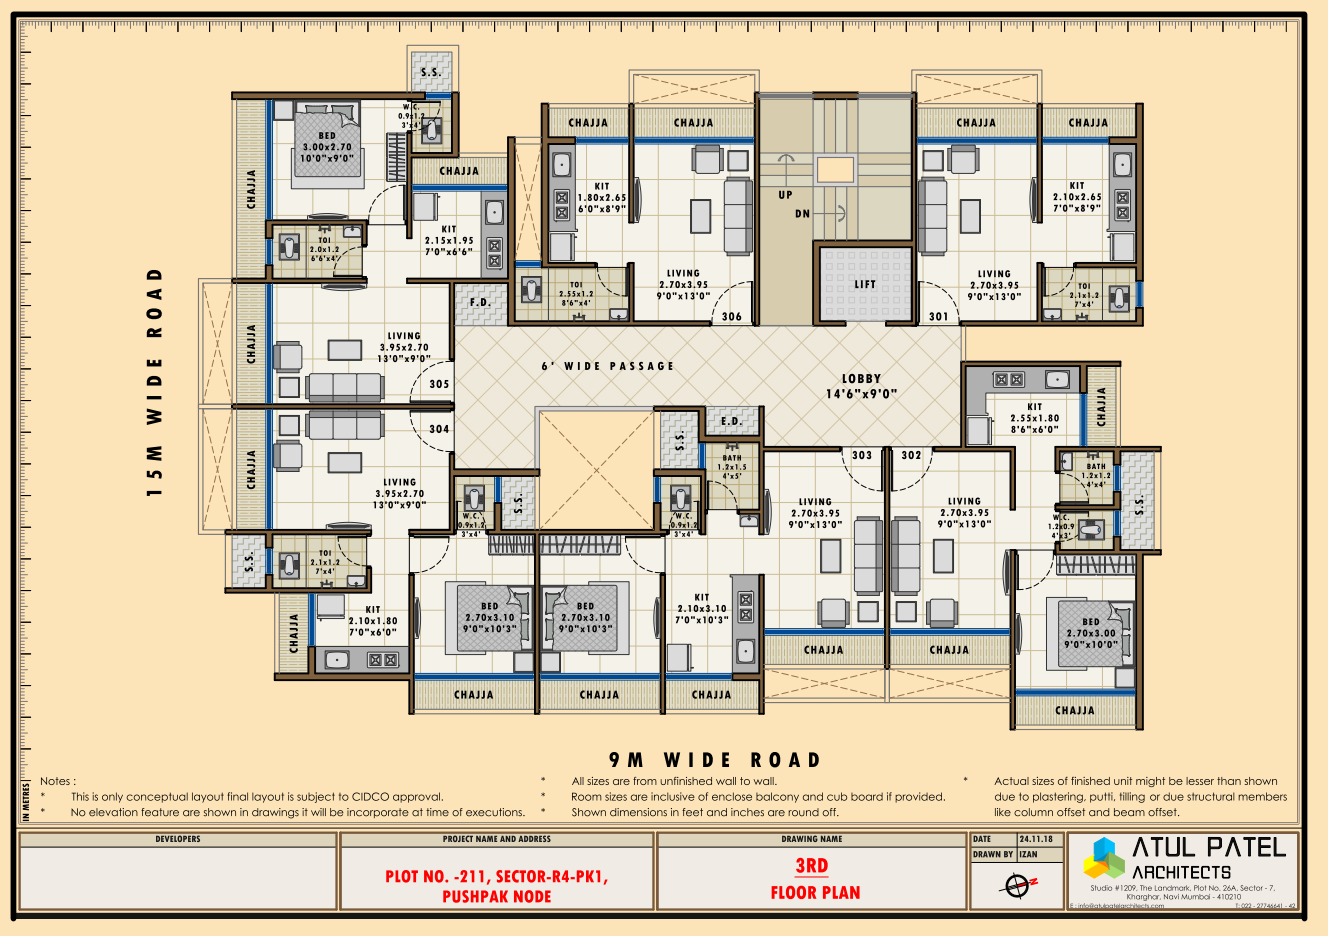 S.S.
W.C.
0.9x1.2
3'x4'
BED
3.00x2.70
10'0"x9'0"
CHAJJA
CHAJJA
TOI
2.0x1.2
6'6"x4'
KIT
2.15x1.95
7'0"x6'6"
F.D.
CHAJJA
LIVING
3.95x2.70
13'0"x9'0"
305
304
CHAJJA
LIVING
3.95x2.70
13'0"x9'0"
15M WIDE ROAD
CHAJJA
CHAJJA
KIT
1.80x2.65
6'0"x8'9"
TOI
2.55x1.2
8'6"x4'
LIVING
2.70x3.95
9'0"x13'0"
306
UP
DN
LIFT
CHAJJA
CHAJJA
KIT
2.10x2.65
7'0"x8'9"
LIVING
2.70x3.95
9'0"x13'0"
301
TOI
2.1x1.2
7'x4'
6' WIDE PASSAGE
LOBBY
14'6"x9'0"
E.D.
S.S.
BATH
1.2x1.5
4'x5'
303
302
KIT
2.55x1.80
8'6"x6'0"
CHAJJA
BATH
1.2x1.2
4'x4'
W.C.
1.2x0.9
4'x3'
S.S.
S.S.
TOI
2.1x1.2
7'x4'
W.C.
0.9x1.2
3'x4'
S.S.
W.C.
0.9x1.2
3'x4'
LIVING
2.70x3.95
9'0"x13'0"
LIVING
2.70x3.95
9'0"x13'0"
CHAJJA
KIT
2.10x1.80
7'0"x6'0"
BED
2.70x3.10
9'0"x10'3"
BED
2.70x3.10
9'0"x10'3"
KIT
2.10x3.10
7'0"x10'3"
BED
2.70x3.00
9'0"x10'0"
CHAJJA
CHAJJA
CHAJJA
CHAJJA
CHAJJA
CHAJJA
9M WIDE ROAD
IN METRES
Notes :
* This is only conceptual layout final layout is subject to CIDCO approval.
* No elevation feature are shown in drawings it will be incorporate at time of executions.
* All sizes are from unfinished wall to wall.
* Room sizes are inclusive of enclose balcony and cub board if provided.
* Shown dimensions in feet and inches are round off.
* Actual sizes of finished unit might be lesser than shown
due to plastering, putti, tilling or due structural members
like column offset and beam offset.
DEVELOPERS
PROJECT NAME AND ADDRESS
PLOT NO. -211, SECTOR-R4-PK1,
PUSHPAK NODE
DRAWING NAME
3RD
FLOOR PLAN
DATE 24.11.18
DRAWN BY IZAN
N
ATUL PATEL
ARCHITECTS
Studio #1209, The Landmark, Plot No. 26A, Sector - 7,
Kharghar, Navi Mumbai - 410210
E : info@atulpatelarchitects.com T: 022 - 27746641 - 42